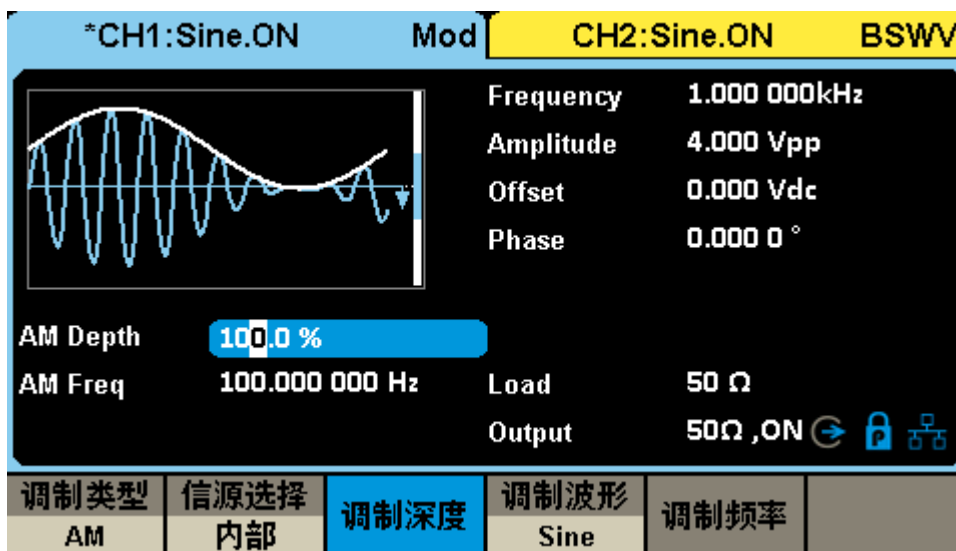 *CH1:Sine.ON Mod CH2:Sine.ON BSWV
Frequency 1.000 000kHz
Amplitude 4.000 Vpp
Offset 0.000 Vdc
Phase 0.000 0 °
AM Depth 100.0 %
AM Freq 100.000 000 Hz Load 50 Ω
Output 50Ω ,ON P
调制类型 信源选择 调制深度 调制波形 调制频率
AM 内部 Sine